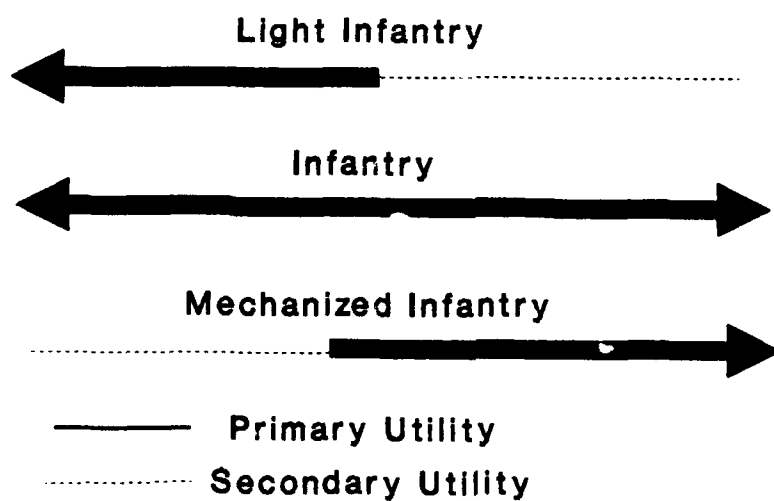 Light Infantry
Infantry
Mechanized Infantry
Primary Utility
Secondary Utility